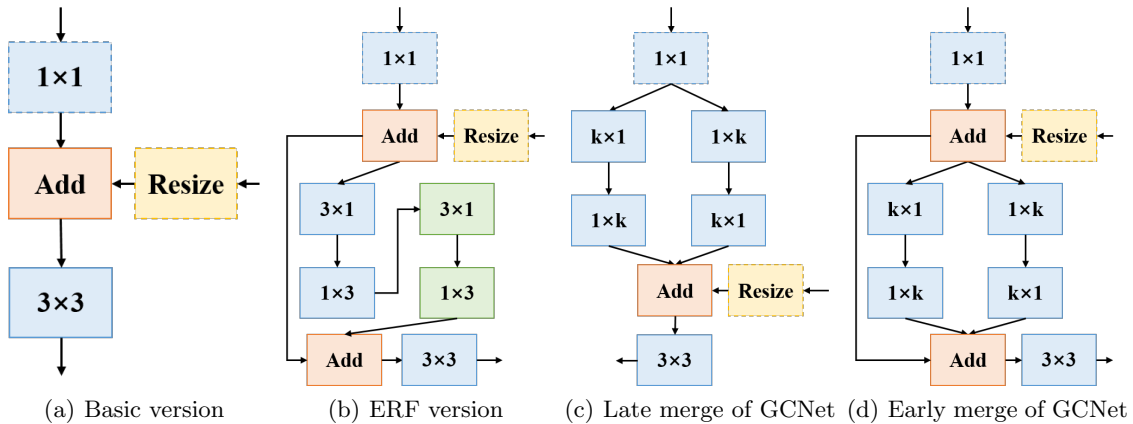 1×1
Add
Resize
3×3
(a) Basic version
1×1
Add
Resize
3×1
3×1
1×3
1×3
Add
3×3
(b) ERF version
1×1
k×1
1×k
1×k
k×1
Add
Resize
3×3
(c) Late merge of GCNet
1×1
Add
Resize
k×1
1×k
1×k
k×1
Add
3×3
(d) Early merge of GCNet